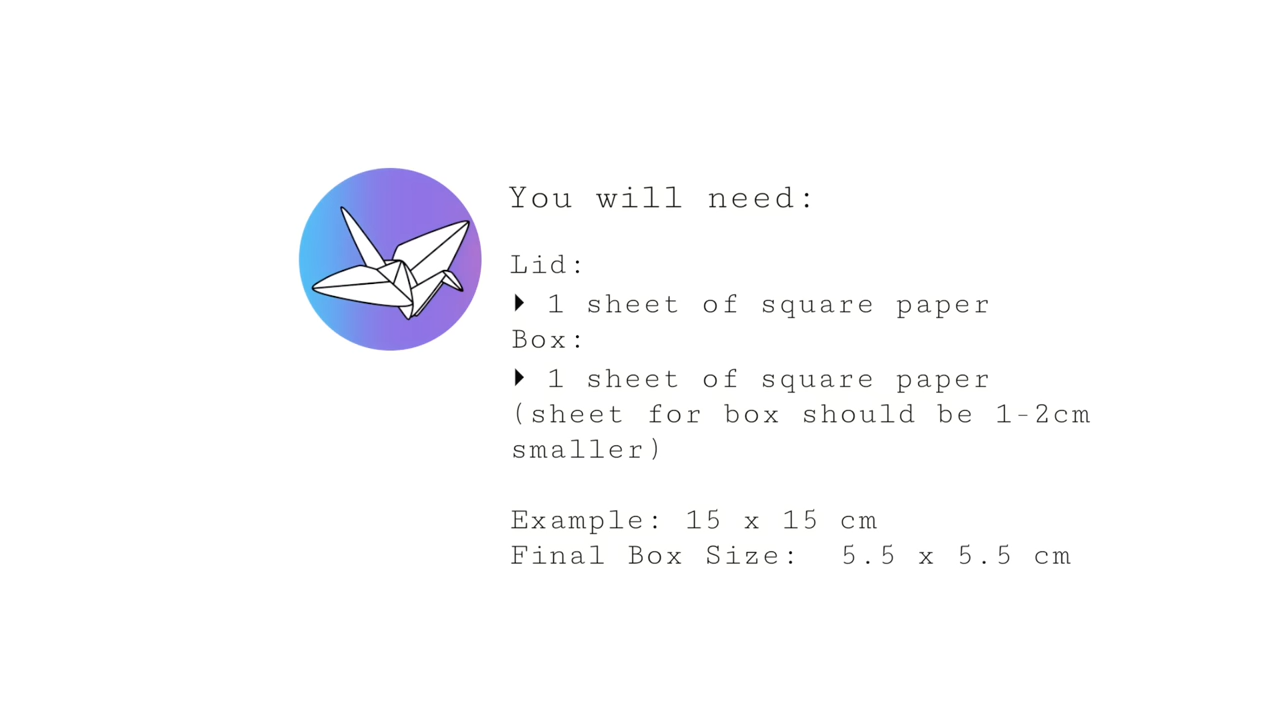 You will need:
Lid:
▶ 1 sheet of square paper
Box:
▶ 1 sheet of square paper
(sheet for box should be 1-2cm
smaller)
Example: 15 x 15 cm
Final Box Size: 5.5 x 5.5 cm